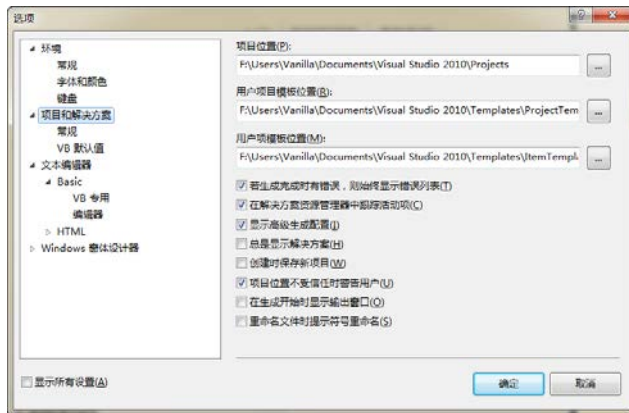 选项
环境
常规
字体和颜色
键盘
项目和解决方案
常规
VB 默认值
文本编辑器
Basic
VB 专用
编辑器
HTML
Windows 窗体设计器
显示所有设置(A)
项目位置(P):
F:\Users\Vanilla\Documents\Visual Studio 2010\Projects
...
用户项目模板位置(R):
F:\Users\Vanilla\Documents\Visual Studio 2010\Templates\ProjectTem
...
用户项模板位置(M):
F:\Users\Vanilla\Documents\Visual Studio 2010\Templates\ItemTempl
...
若生成完成时有错误，则始终显示错误列表(T)
在解决方案资源管理器中跟踪活动项(C)
显示高级生成配置(I)
总是显示解决方案(H)
创建时保存新项目(W)
项目位置不受信任时警告用户(U)
在生成开始时显示输出窗口(O)
重命名文件时提示符号重命名(S)
确定
取消